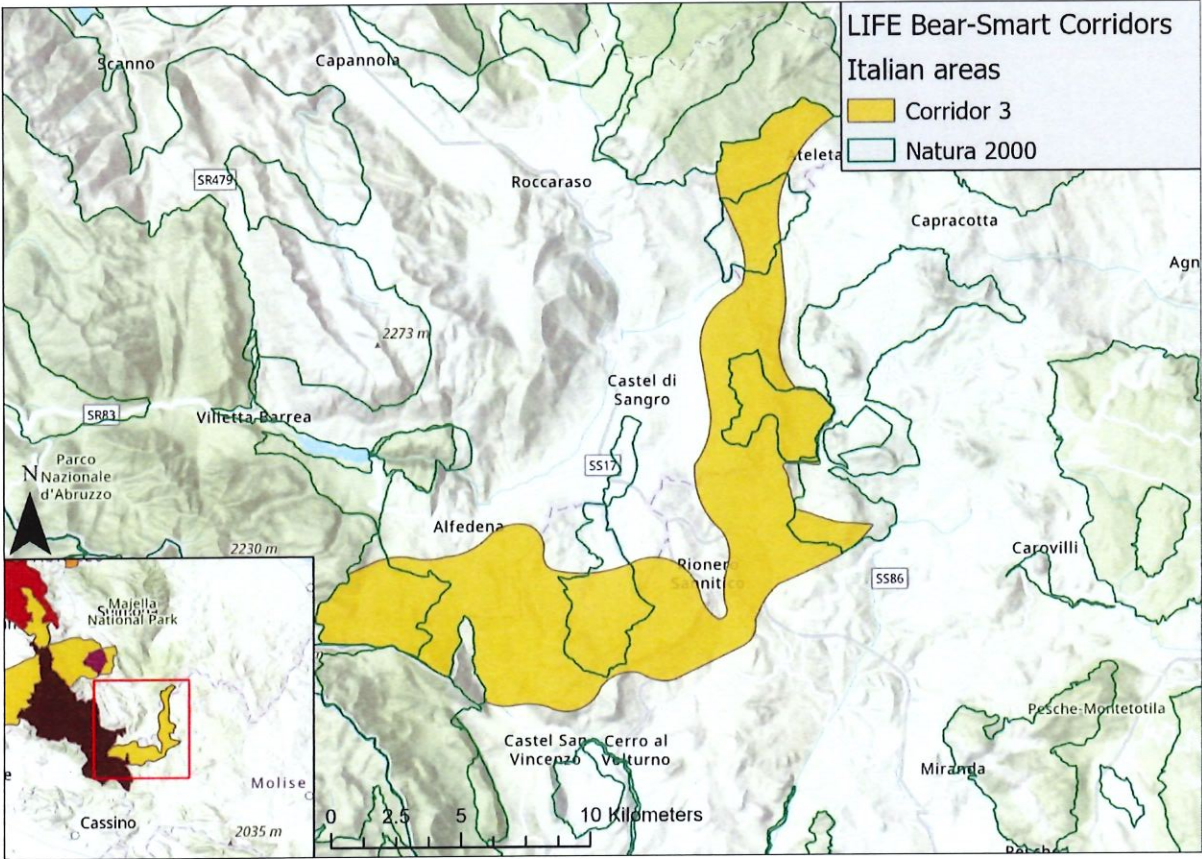 LIFE Bear-Smart Corridors
Italian areas
Corridor 3
Natura 2000
Scanno
Capannola
Ateleta
SR479
Roccaraso
Capracotta
Agn
2273 m
Castel di
Sangro
SR83
Villetta Barrea
Parco
Nazionale
d'Abruzzo
N
SS17
Alfedena
2230 m
Rionero
Sannitico
SS86
Carovilli
Majella
National Park
Pesche-Montetotila
Castel San
Vincenzo
Cerro al
Volturno
Miranda
Molise
0 2.5 5 10 Kilometers
Cassino
2035 m